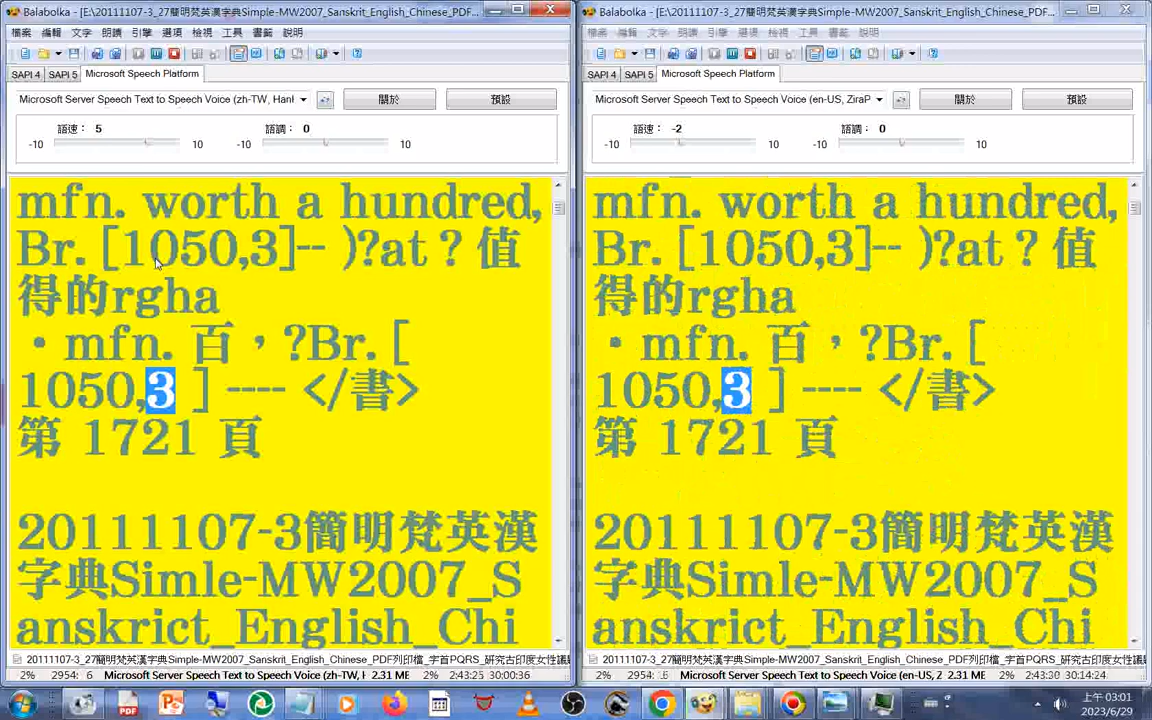 Balabolka - [E:\20111107-3_27簡明梵英漢字典Simple-MW2007_Sanskrit_English_Chinese_PDF...
檔案 編輯 文字 朗讀 引擎 選項 檢視 工具 書籤 說明
SAPI 4 SAPI 5 Microsoft Speech Platform
Microsoft Server Speech Text to Speech Voice (zh-TW, Hanl 關於 預設
語速： 5 語調： 0
-10 10 -10 10
mfn. worth a hundred,
Br. [1050,3]-- )?at？值
得的rgha
・mfn. 百，?Br. [
1050,3 ] ---- </書>
第 1721 頁
20111107-3簡明梵英漢
字典Simle-MW2007_S
anskrict_English_Chi
20111107-3_27簡明梵英漢字典Simple-MW2007_Sanskrit_English_Chinese_PDF列印檔_字首PQRS_研究古印度女性議
2% 2954: 6 Microsoft Server Speech Text to Speech Voice (zh-TW, H 2.31 ME 2% 2:43:25 30:00:36
Balabolka - [E:\20111107-3_27簡明梵英漢字典Simple-MW2007_Sanskrit_English_Chinese_PDF...
檔案 編輯 文字 朗讀 引擎 選項 檢視 工具 書籤 說明
SAPI 4 SAPI 5 Microsoft Speech Platform
Microsoft Server Speech Text to Speech Voice (en-US, ZiraP 關於 預設
語速： -2 語調： 0
-10 10 -10 10
mfn. worth a hundred,
Br. [1050,3]-- )?at？值
得的rgha
・mfn. 百，?Br. [
1050,3 ] ---- </書>
第 1721 頁
20111107-3簡明梵英漢
字典Simle-MW2007_S
anskrict_English_Chi
20111107-3_27簡明梵英漢字典Simple-MW2007_Sanskrit_English_Chinese_PDF列印檔_字首PQRS_研究古印度女性議
2% 2954: Microsoft Server Speech Text to Speech Voice (en-US, Z 2.31 ME 2% 2:43:30 30:14:24
PDF
上午 03:01
2023/6/29